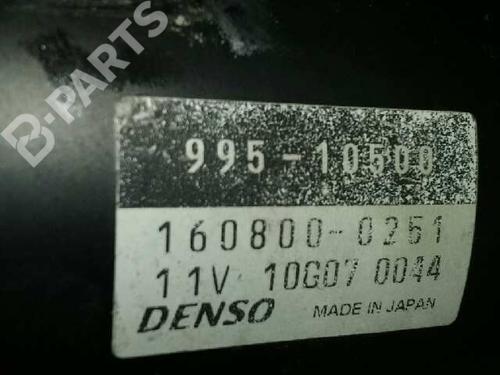 B-PARTS
995-10500
160800-0251
11V 10G07 0044
DENSO MADE IN JAPAN